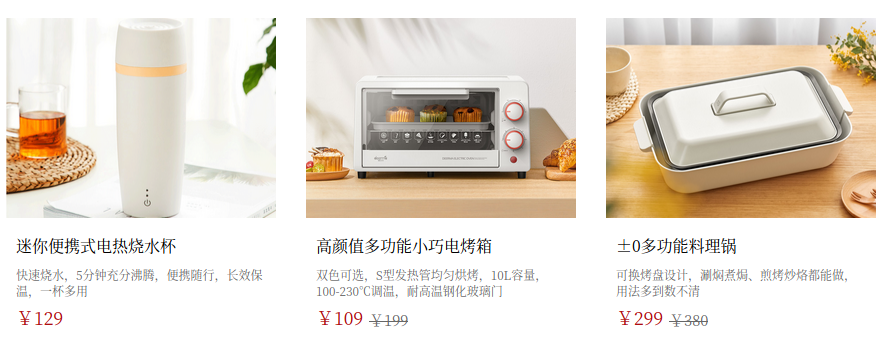 迷你便携式电热烧水杯
快速烧水，5分钟充分沸腾，便携随行，长效保
温，一杯多用
￥129
高颜值多功能小巧电烤箱
双色可选，S型发热管均匀烘烤，10L容量，
100-230℃调温，耐高温钢化玻璃门
￥109 ￥199
±0多功能料理锅
可换烤盘设计，涮焖煮焗、煎烤炒烙都能做，
用法多到数不清
￥299 ￥380